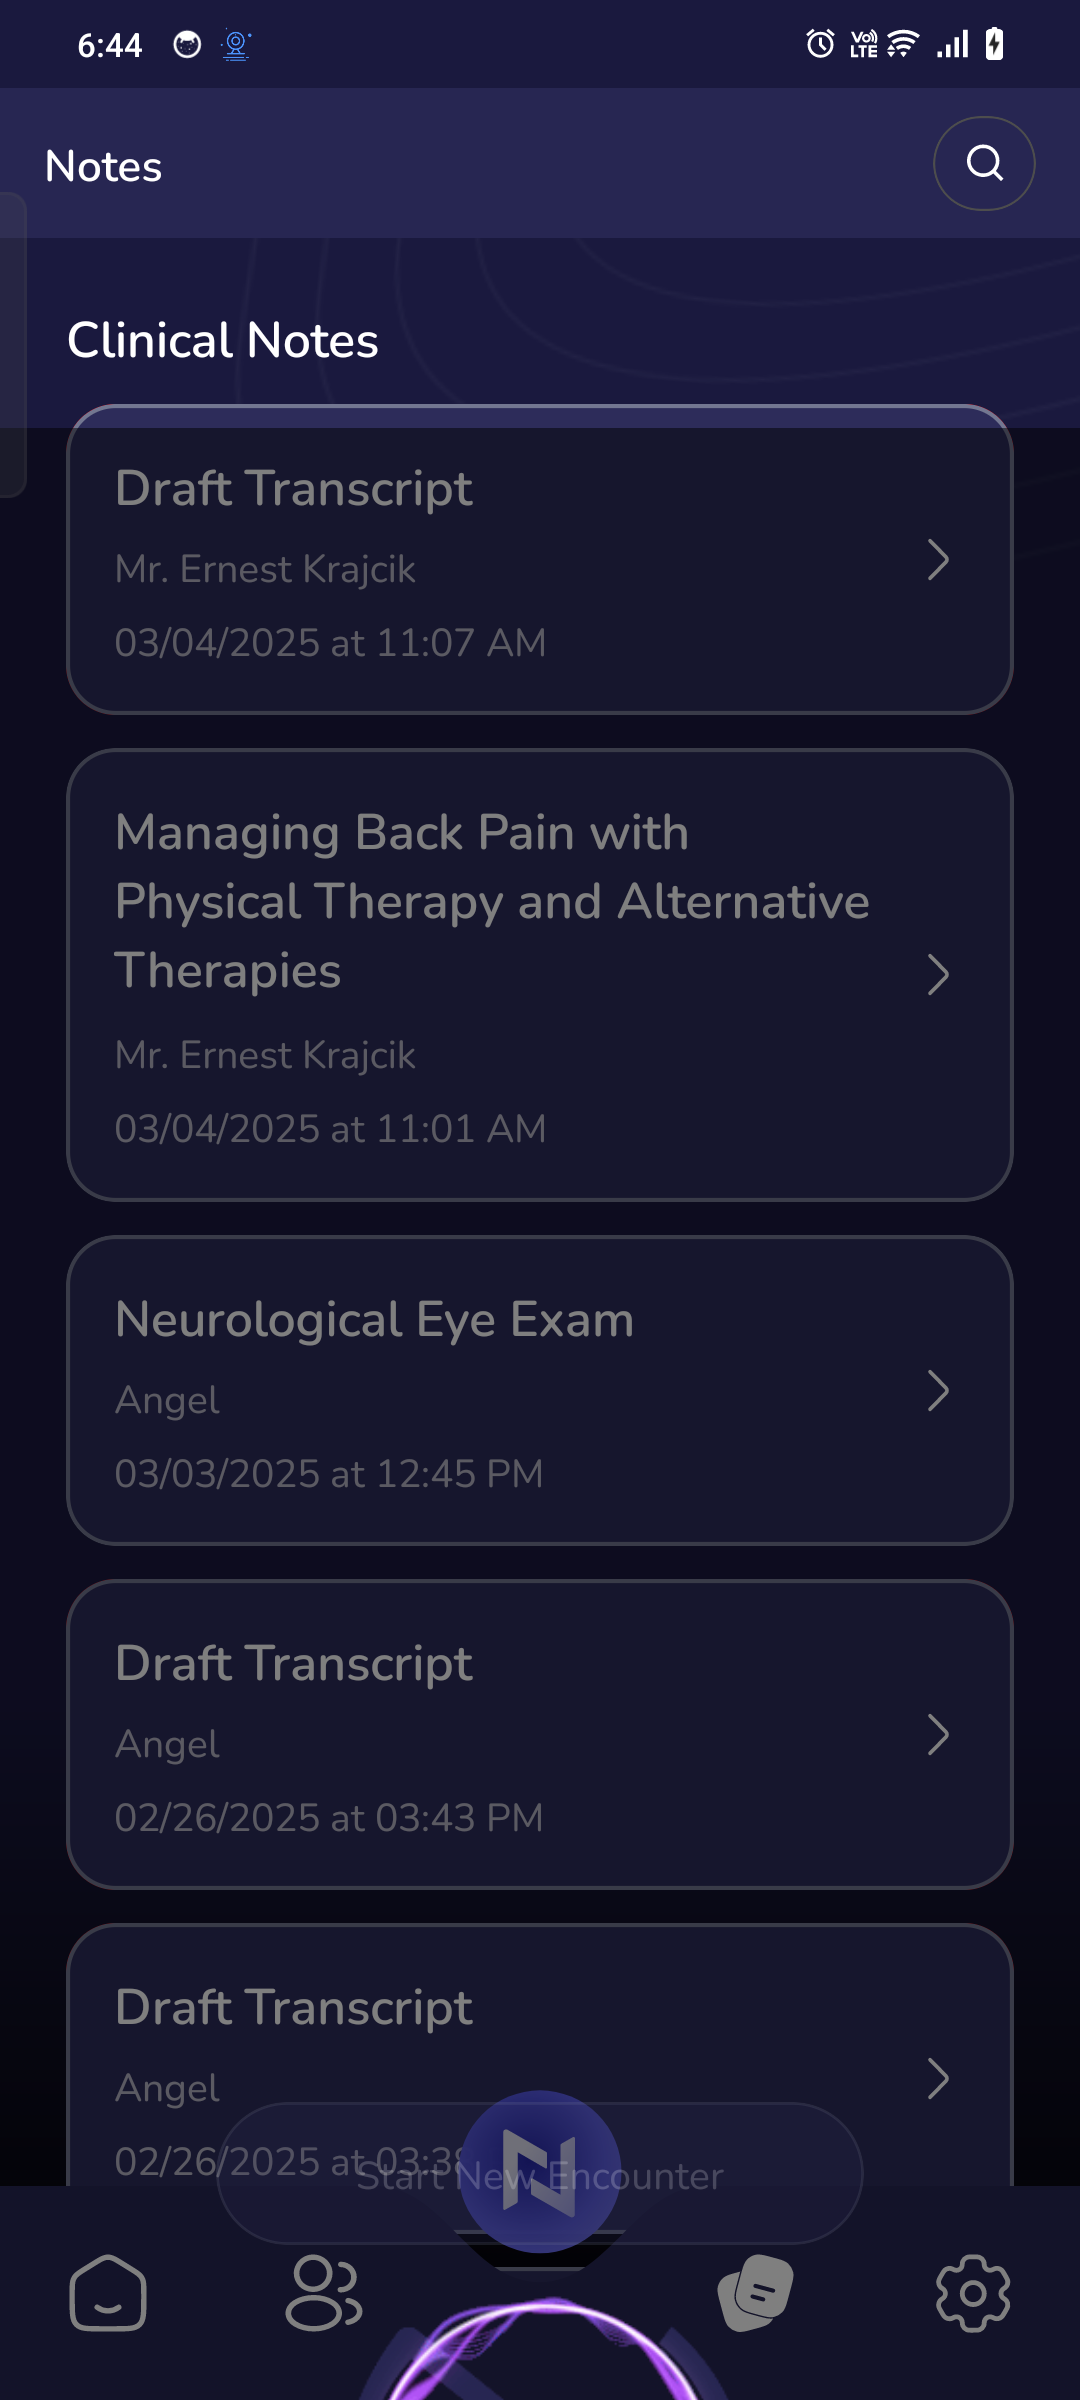 6:44
Vo)) LTE
Notes
Clinical Notes
Draft Transcript
Mr. Ernest Krajcik
03/04/2025 at 11:07 AM
Managing Back Pain with
Physical Therapy and Alternative
Therapies
Mr. Ernest Krajcik
03/04/2025 at 11:01 AM
Neurological Eye Exam
Angel
03/03/2025 at 12:45 PM
Draft Transcript
Angel
02/26/2025 at 03:43 PM
Draft Transcript
Angel
02/26/2025 at
Start New Encounter